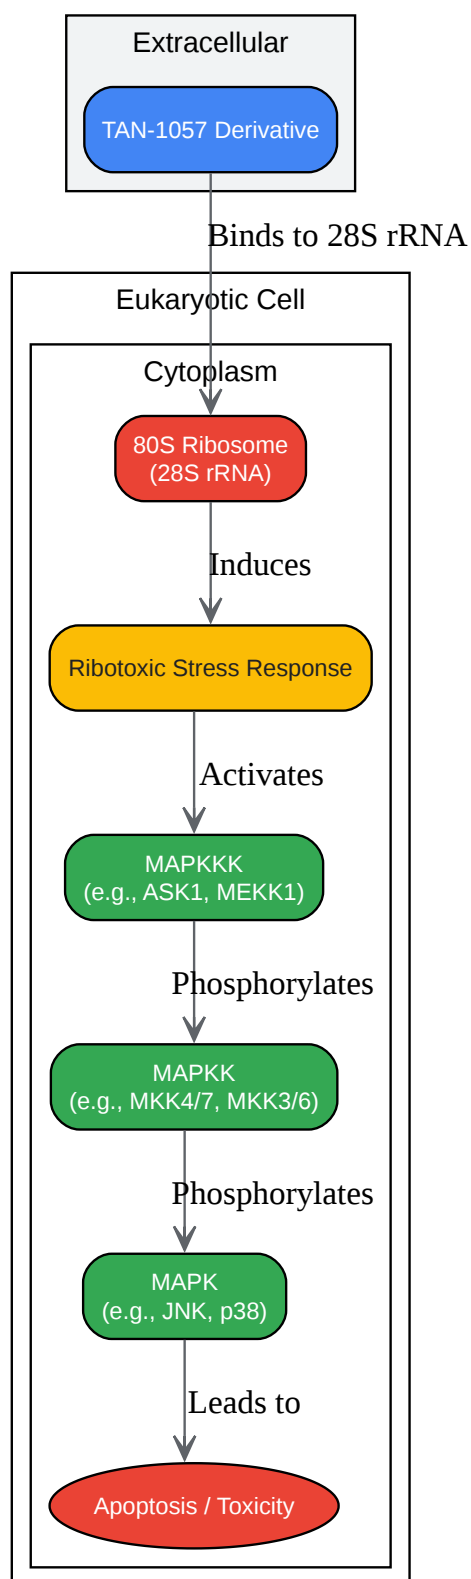 Extracellular
TAN-1057 Derivative
Binds to 28S rRNA
Eukaryotic Cell
Cytoplasm
80S Ribosome
(28S rRNA)
Induces
Ribotoxic Stress Response
Activates
MAPKKK
(e.g., ASK1, MEKK1)
Phosphorylates
MAPKK
(e.g., MKK4/7, MKK3/6)
Phosphorylates
MAPK
(e.g., JNK, p38)
Leads to
Apoptosis / Toxicity